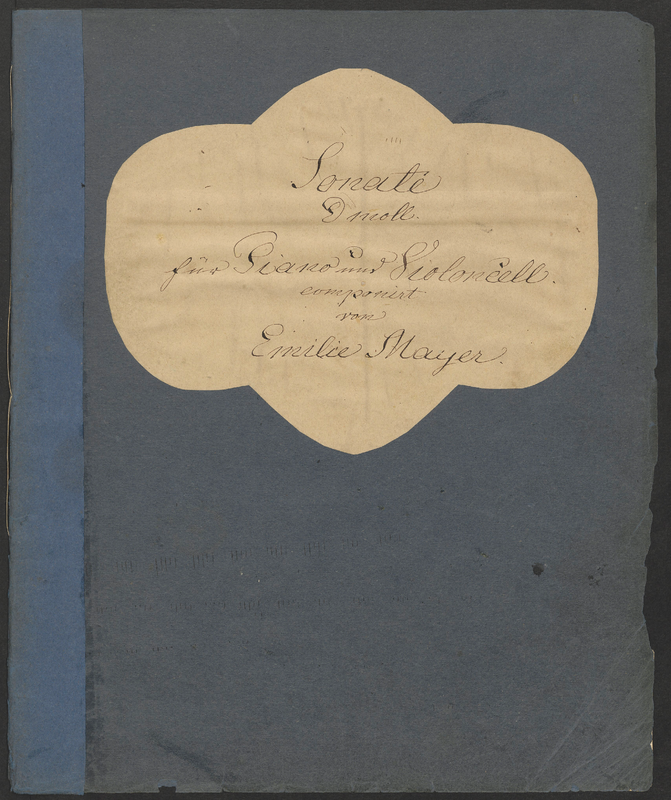 Sonate
D moll.
für Piano und Violoncell.
componirt
von
Emilie Mayer.